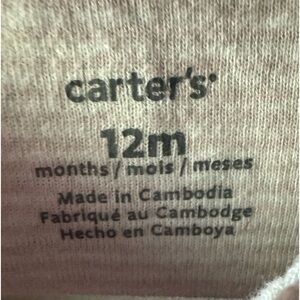 carter's
12m
months / mois / meses
Made in Cambodia
Fabriqué au Cambodge
Hecho en Camboya